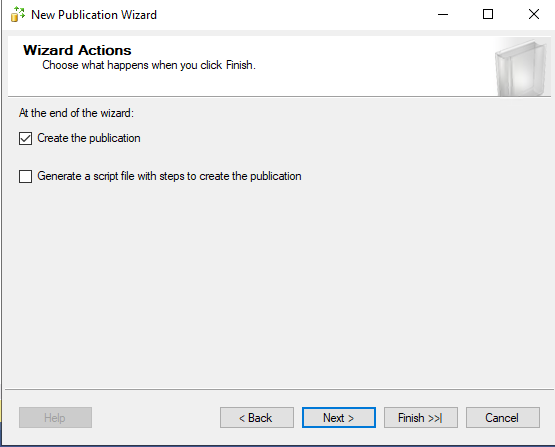 New Publication Wizard
Wizard Actions
Choose what happens when you click Finish.
At the end of the wizard:
Create the publication
Generate a script file with steps to create the publication
Help
< Back
Next >
Finish >>|
Cancel